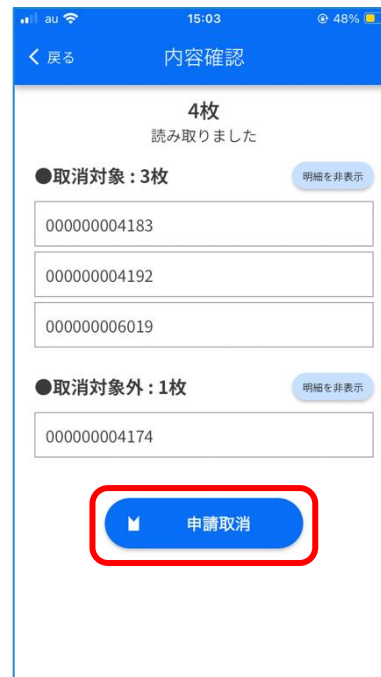 au 15:03 48%
戻る 内容確認
4枚
読み取りました
●取消対象 : 3枚 明細を非表示
000000004183
000000004192
000000006019
●取消対象外 : 1枚 明細を非表示
000000004174
申請取消